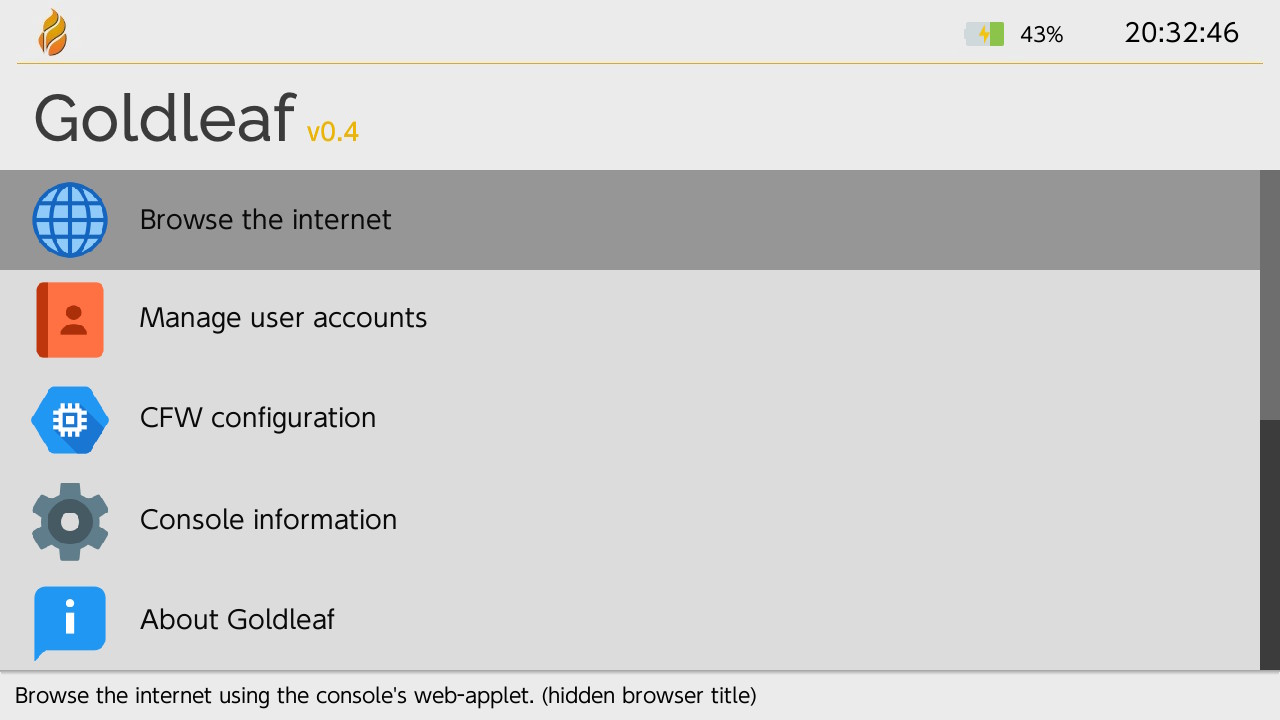 43%
20:32:46
Goldleaf v0.4
Browse the internet
Manage user accounts
CFW configuration
Console information
About Goldleaf
Browse the internet using the console's web-applet. (hidden browser title)